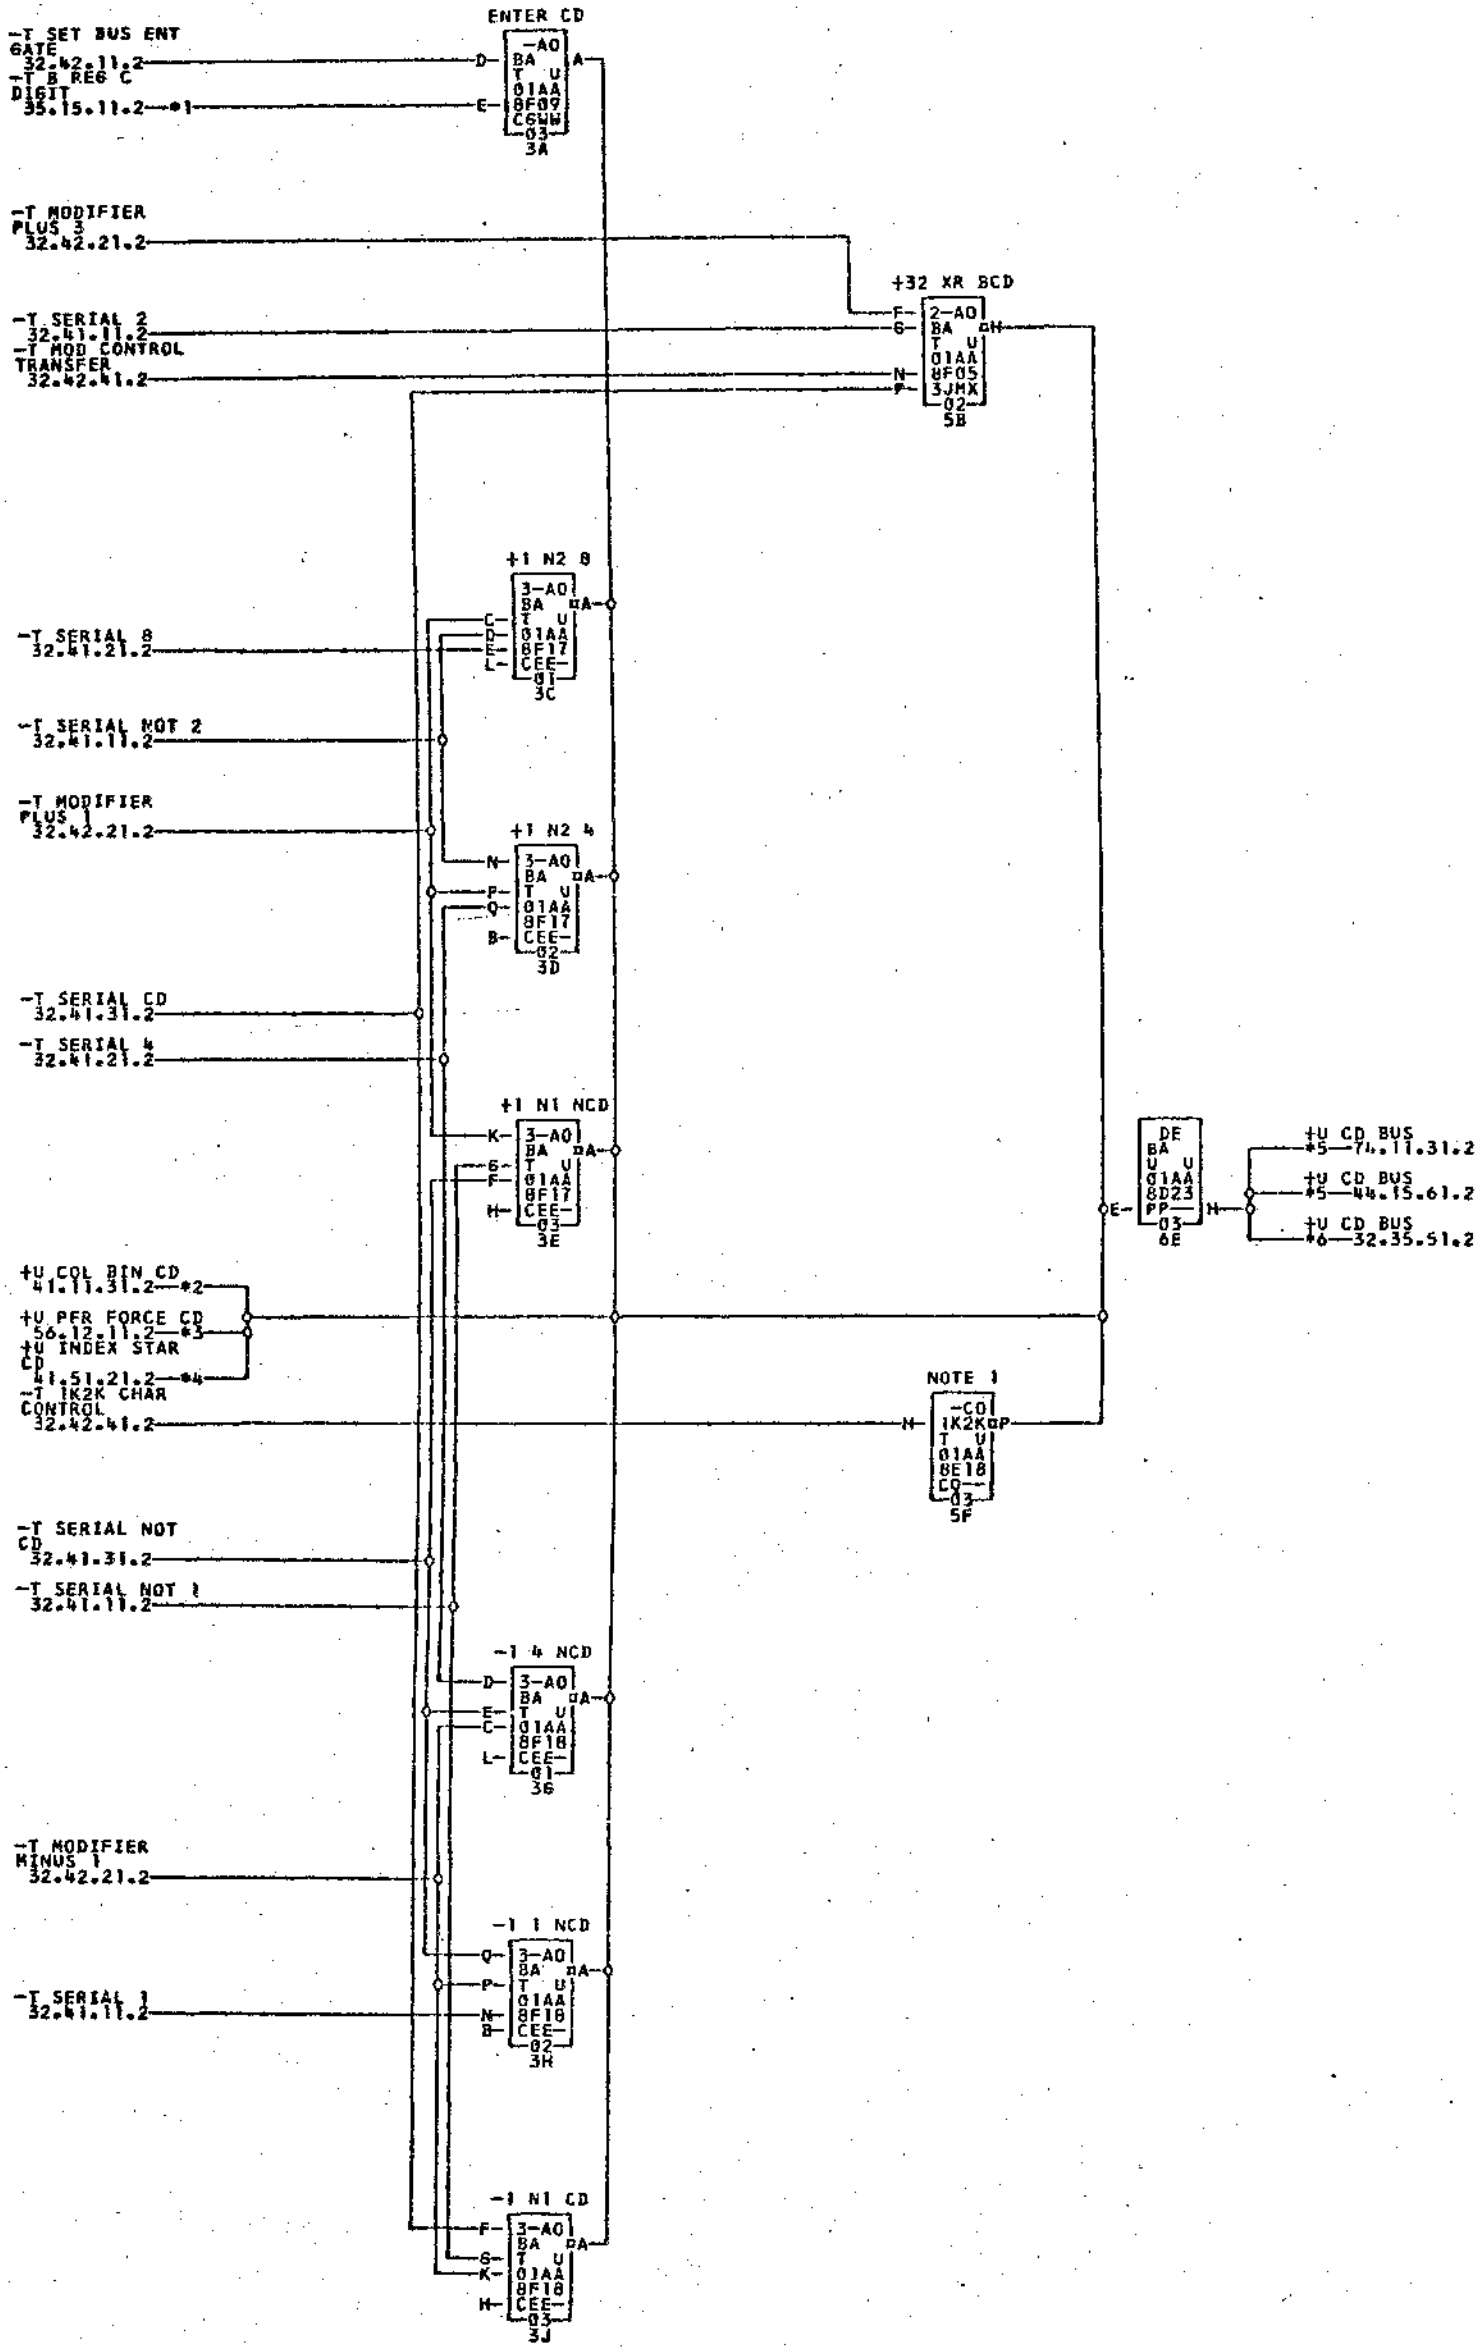 ENTER CD
-T SET BUS ENT
GATE
32.42.11.2
-T B REG C
DIGIT
35.15.11.2 *1
D
E
-AO
BA A
T U
01AA
8F09
C6WW
03
3A
-T MODIFIER
PLUS 3
32.42.21.2
-T SERIAL 2
32.41.11.2
-T MOD CONTROL
TRANSFER
32.42.41.2
+32 XR BCD
F
G
N
P
2-AO
BA H
T U
01AA
8F05
3JMX
02
5B
+1 N2 8
C
D
E
L
3-AO
BA A
T U
01AA
8F17
CEE-
01
3C
-T SERIAL 8
32.41.21.2
-T SERIAL NOT 2
32.41.11.2
-T MODIFIER
PLUS 1
32.42.21.2
+1 N2 4
N
P
Q
B
3-AO
BA A
T U
01AA
8F17
CEE-
02
3D
-T SERIAL CD
32.41.31.2
-T SERIAL 4
32.41.21.2
+1 N1 NCD
K
G
F
H
3-AO
BA A
T U
01AA
8F17
CEE-
03
3E
E
DE
BA
U U
01AA
8D23
PP-- H
03
6E
+U CD BUS
*5 74.11.31.2
+U CD BUS
*5 44.15.61.2
+U CD BUS
*6 32.35.51.2
+U COL BIN CD
41.11.31.2 *2
+U PFR FORCE CD
56.12.11.2 *3
+U INDEX STAR
CD
41.51.21.2 *4
-T 1K2K CHAR
CONTROL
32.42.41.2
NOTE 1
-CO
1K2K P
T U
01AA
8E18
CQ--
03
5F
-T SERIAL NOT
CD
32.41.31.2
-T SERIAL NOT 1
32.41.11.2
-1 4 NCD
D
E
C
L
3-AO
BA A
T U
01AA
8F18
CEE-
01
3G
-T MODIFIER
MINUS 1
32.42.21.2
-1 1 NCD
Q
P
N
B
3-AO
BA A
T U
01AA
8F18
CEE-
02
3H
-T SERIAL 1
32.41.11.2
-1 N1 CD
F
G
K
H
3-AO
BA A
T U
01AA
8F18
CEE-
03
3J